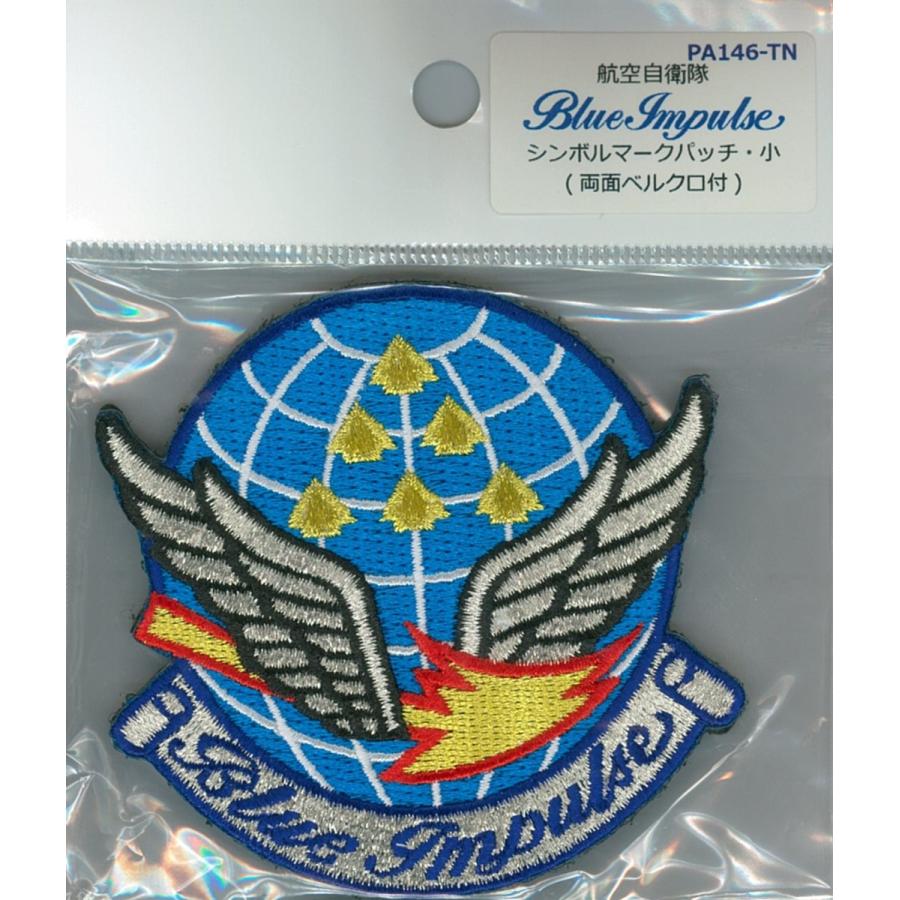 PA146-TN
航空自衛隊
Blue Impulse
シンボルマークパッチ・小
(両面ベルクロ付)
Blue Impulse